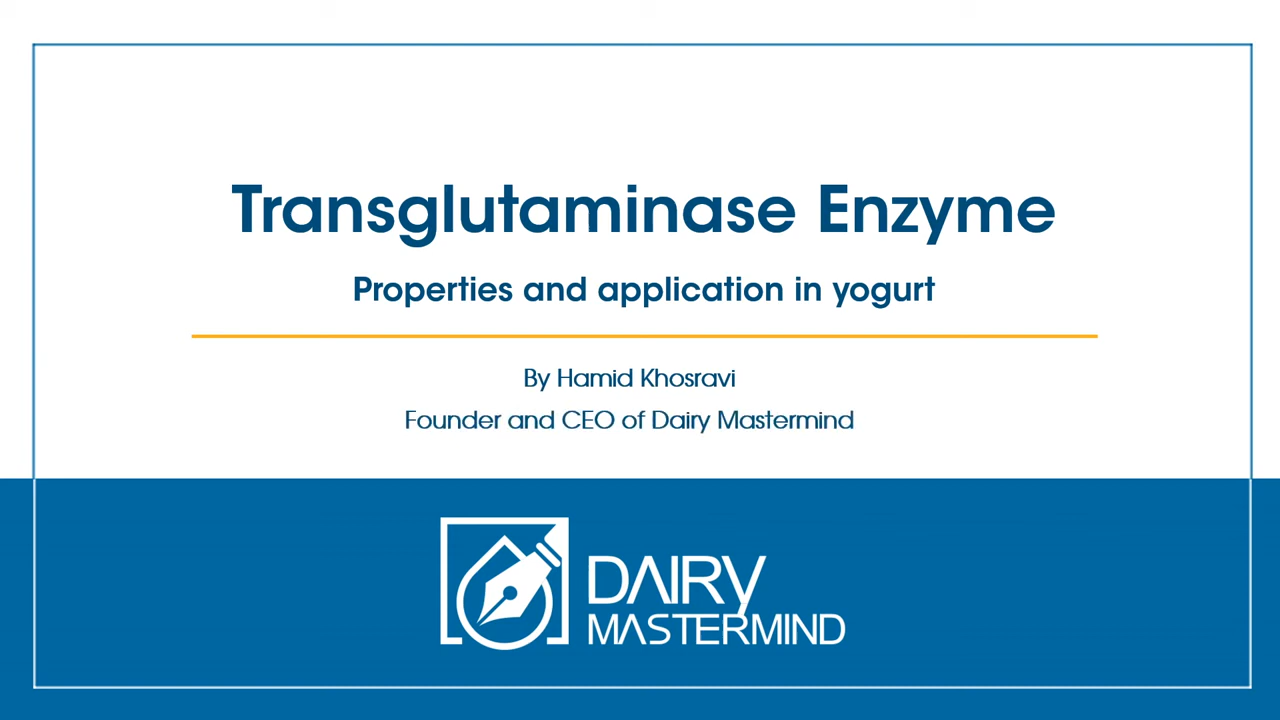 Transglutaminase Enzyme
Properties and application in yogurt
By Hamid Khosravi
Founder and CEO of Dairy Mastermind
DAIRY
MASTERMIND